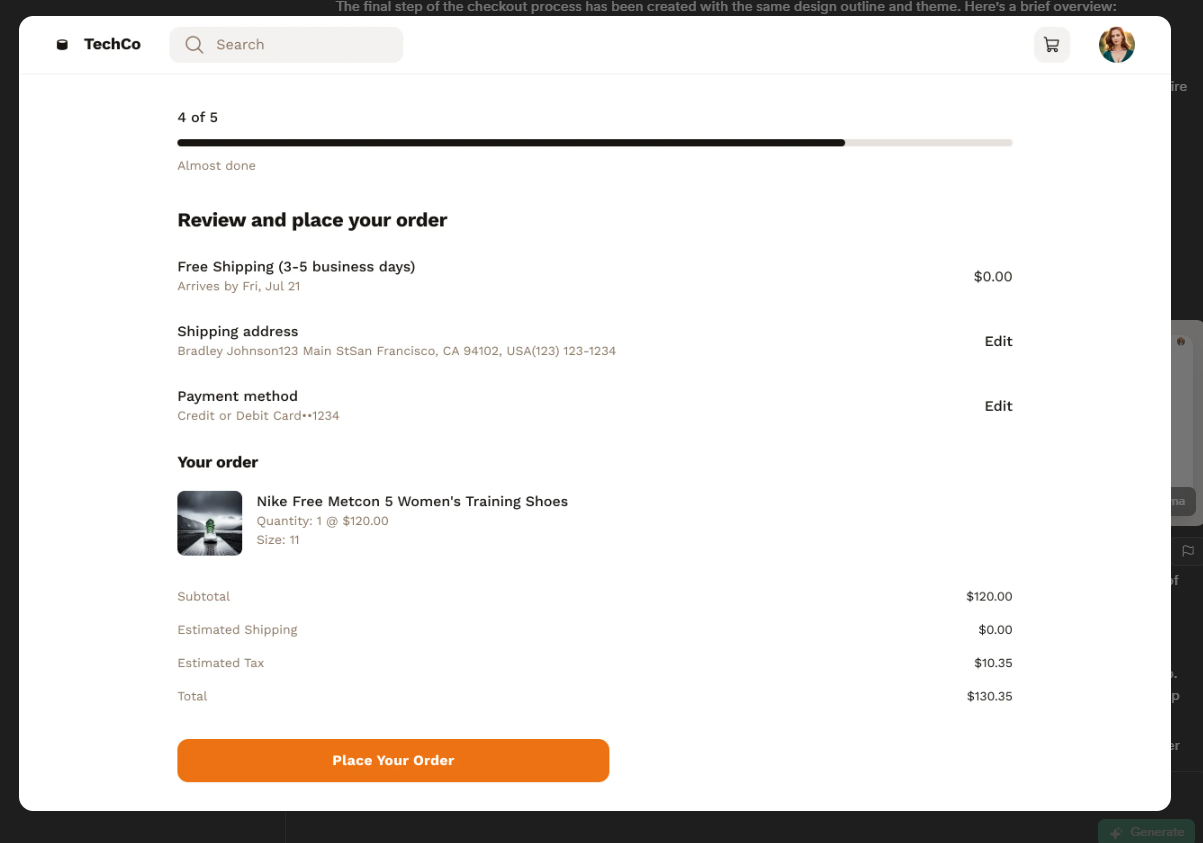 The final step of the checkout process has been created with the same design outline and theme. Here's a brief overview:
TechCo
Search
ire
4 of 5
Almost done
Review and place your order
Free Shipping (3-5 business days)
$0.00
Arrives by Fri, Jul 21
Shipping address
Edit
Bradley Johnson123 Main StSan Francisco, CA 94102, USA(123) 123-1234
Payment method
Edit
Credit or Debit Card••1234
Your order
Nike Free Metcon 5 Women's Training Shoes
Quantity: 1 @ $120.00
Size: 11
ma
of
Subtotal $120.00
Estimated Shipping $0.00
Estimated Tax $10.35
Total $130.35
p
er
Place Your Order
Generate